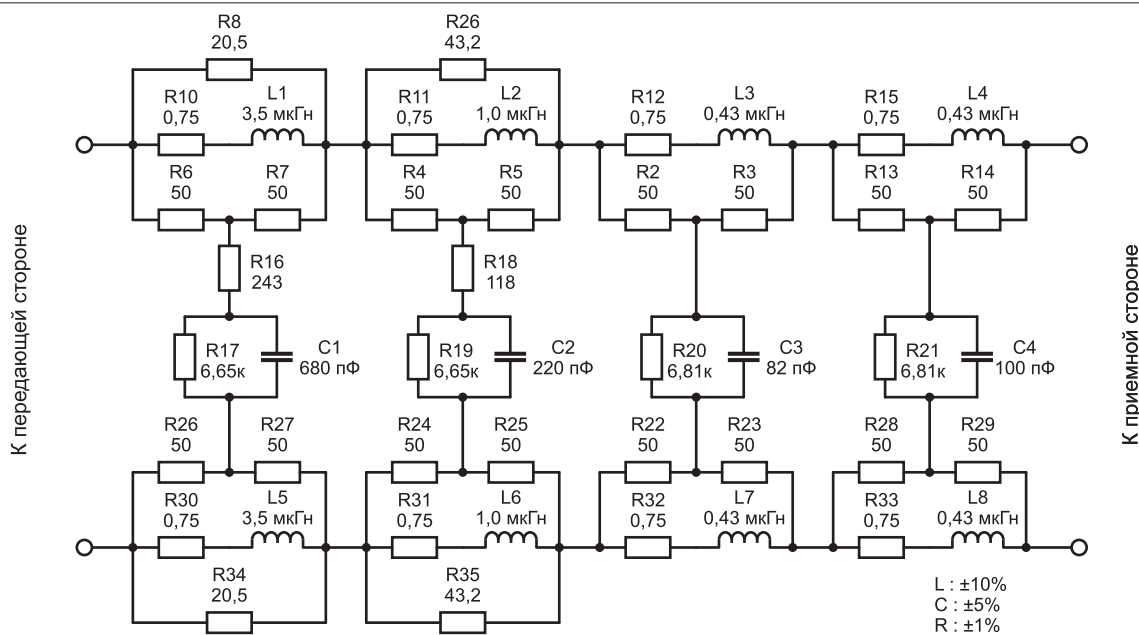 R8
20,5
R26
43,2
R10
0,75
L1
3,5 мкГн
R11
0,75
L2
1,0 мкГн
R12
0,75
L3
0,43 мкГн
R15
0,75
L4
0,43 мкГн
R6
50
R7
50
R4
50
R5
50
R2
50
R3
50
R13
50
R14
50
К передающей стороне
R16
243
R18
118
К приемной стороне
R17
6,65к
C1
680 пФ
R19
6,65к
C2
220 пФ
R20
6,81к
C3
82 пФ
R21
6,81к
C4
100 пФ
R26
50
R27
50
R24
50
R25
50
R22
50
R23
50
R28
50
R29
50
R30
0,75
L5
3,5 мкГн
R31
0,75
L6
1,0 мкГн
R32
0,75
L7
0,43 мкГн
R33
0,75
L8
0,43 мкГн
R34
20,5
R35
43,2
L : ±10%
C : ±5%
R : ±1%